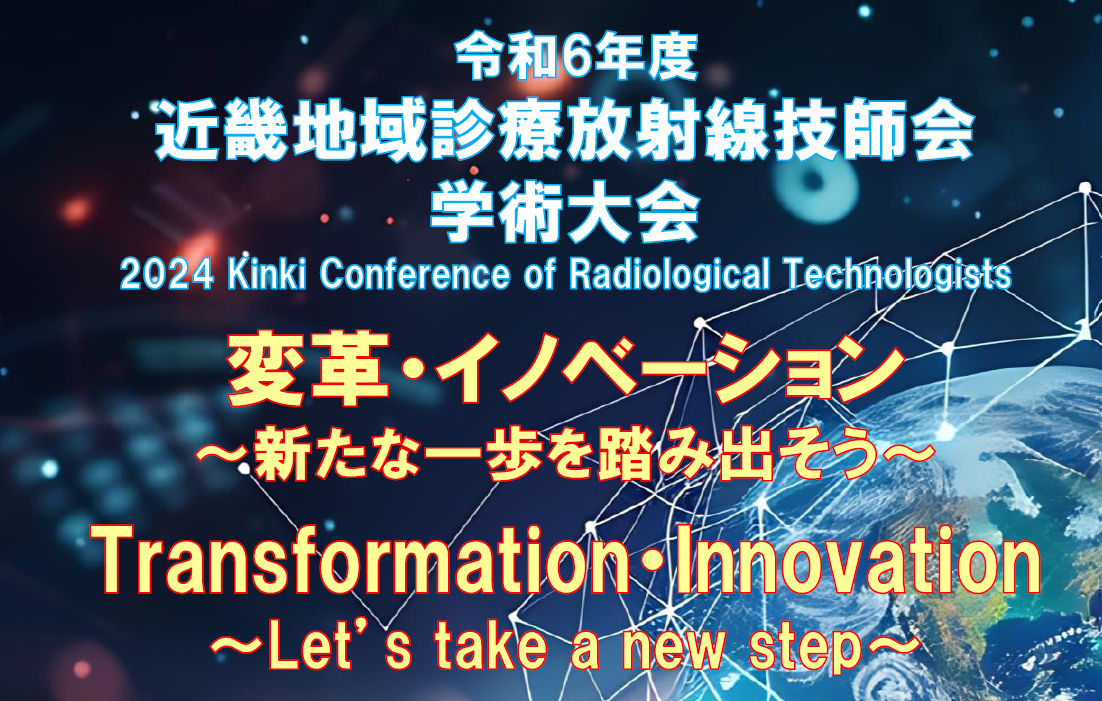 令和6年度
近畿地域診療放射線技師会
学術大会
2024 Kinki Conference of Radiological Technologists
変革・イノベーション
～新たな一歩を踏み出そう～
Transformation・Innovation
～Let’s take a new step～